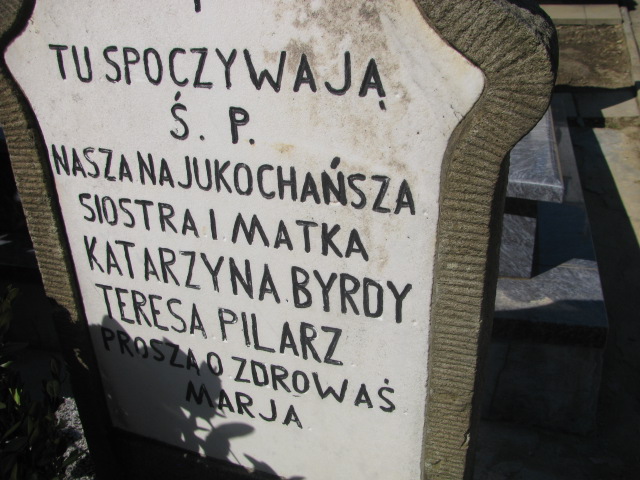 TU SPOCZYWAJĄ
Ś. P.
NASZA NAJUKOCHAŃSZA
SIOSTRA I MATKA
KATARZYNA BYRDY
TERESA PILARZ
PROSZĄ O ZDROWAŚ
MARJA